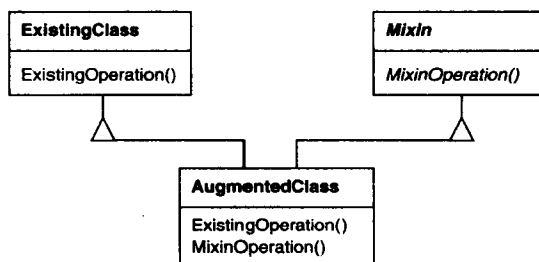 ExistingClass
ExistingOperation()
Mixin
MixinOperation()
AugmentedClass
ExistingOperation()
MixinOperation()